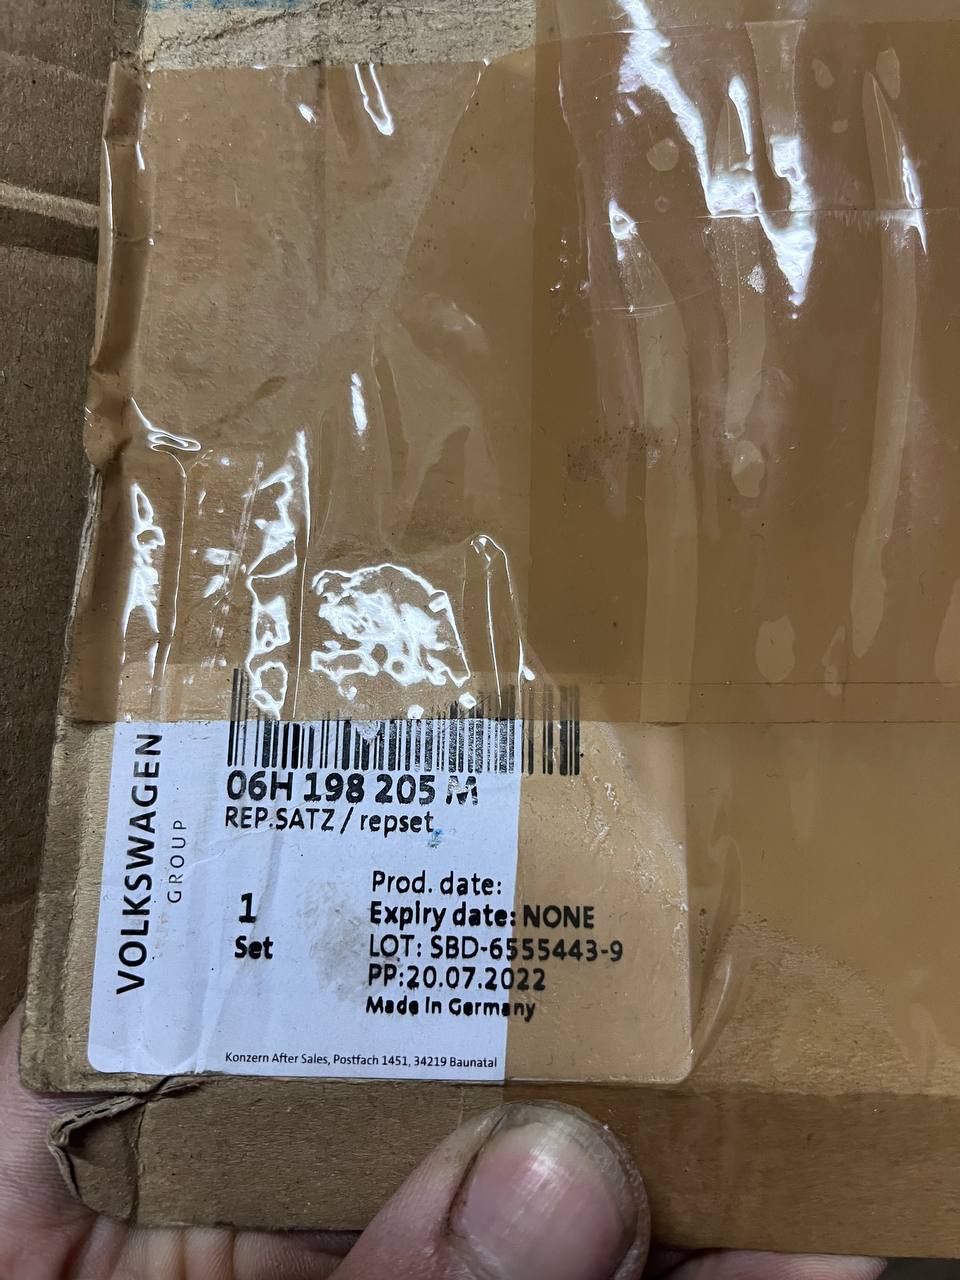 VOLKSWAGEN
GROUP
06H 198 205 M
REP.SATZ / repset
1
Set
Prod. date:
Expiry date: NONE
LOT: SBD-6555443-9
PP:20.07.2022
Made In Germany
Konzern After Sales, Postfach 1451, 34219 Baunatal